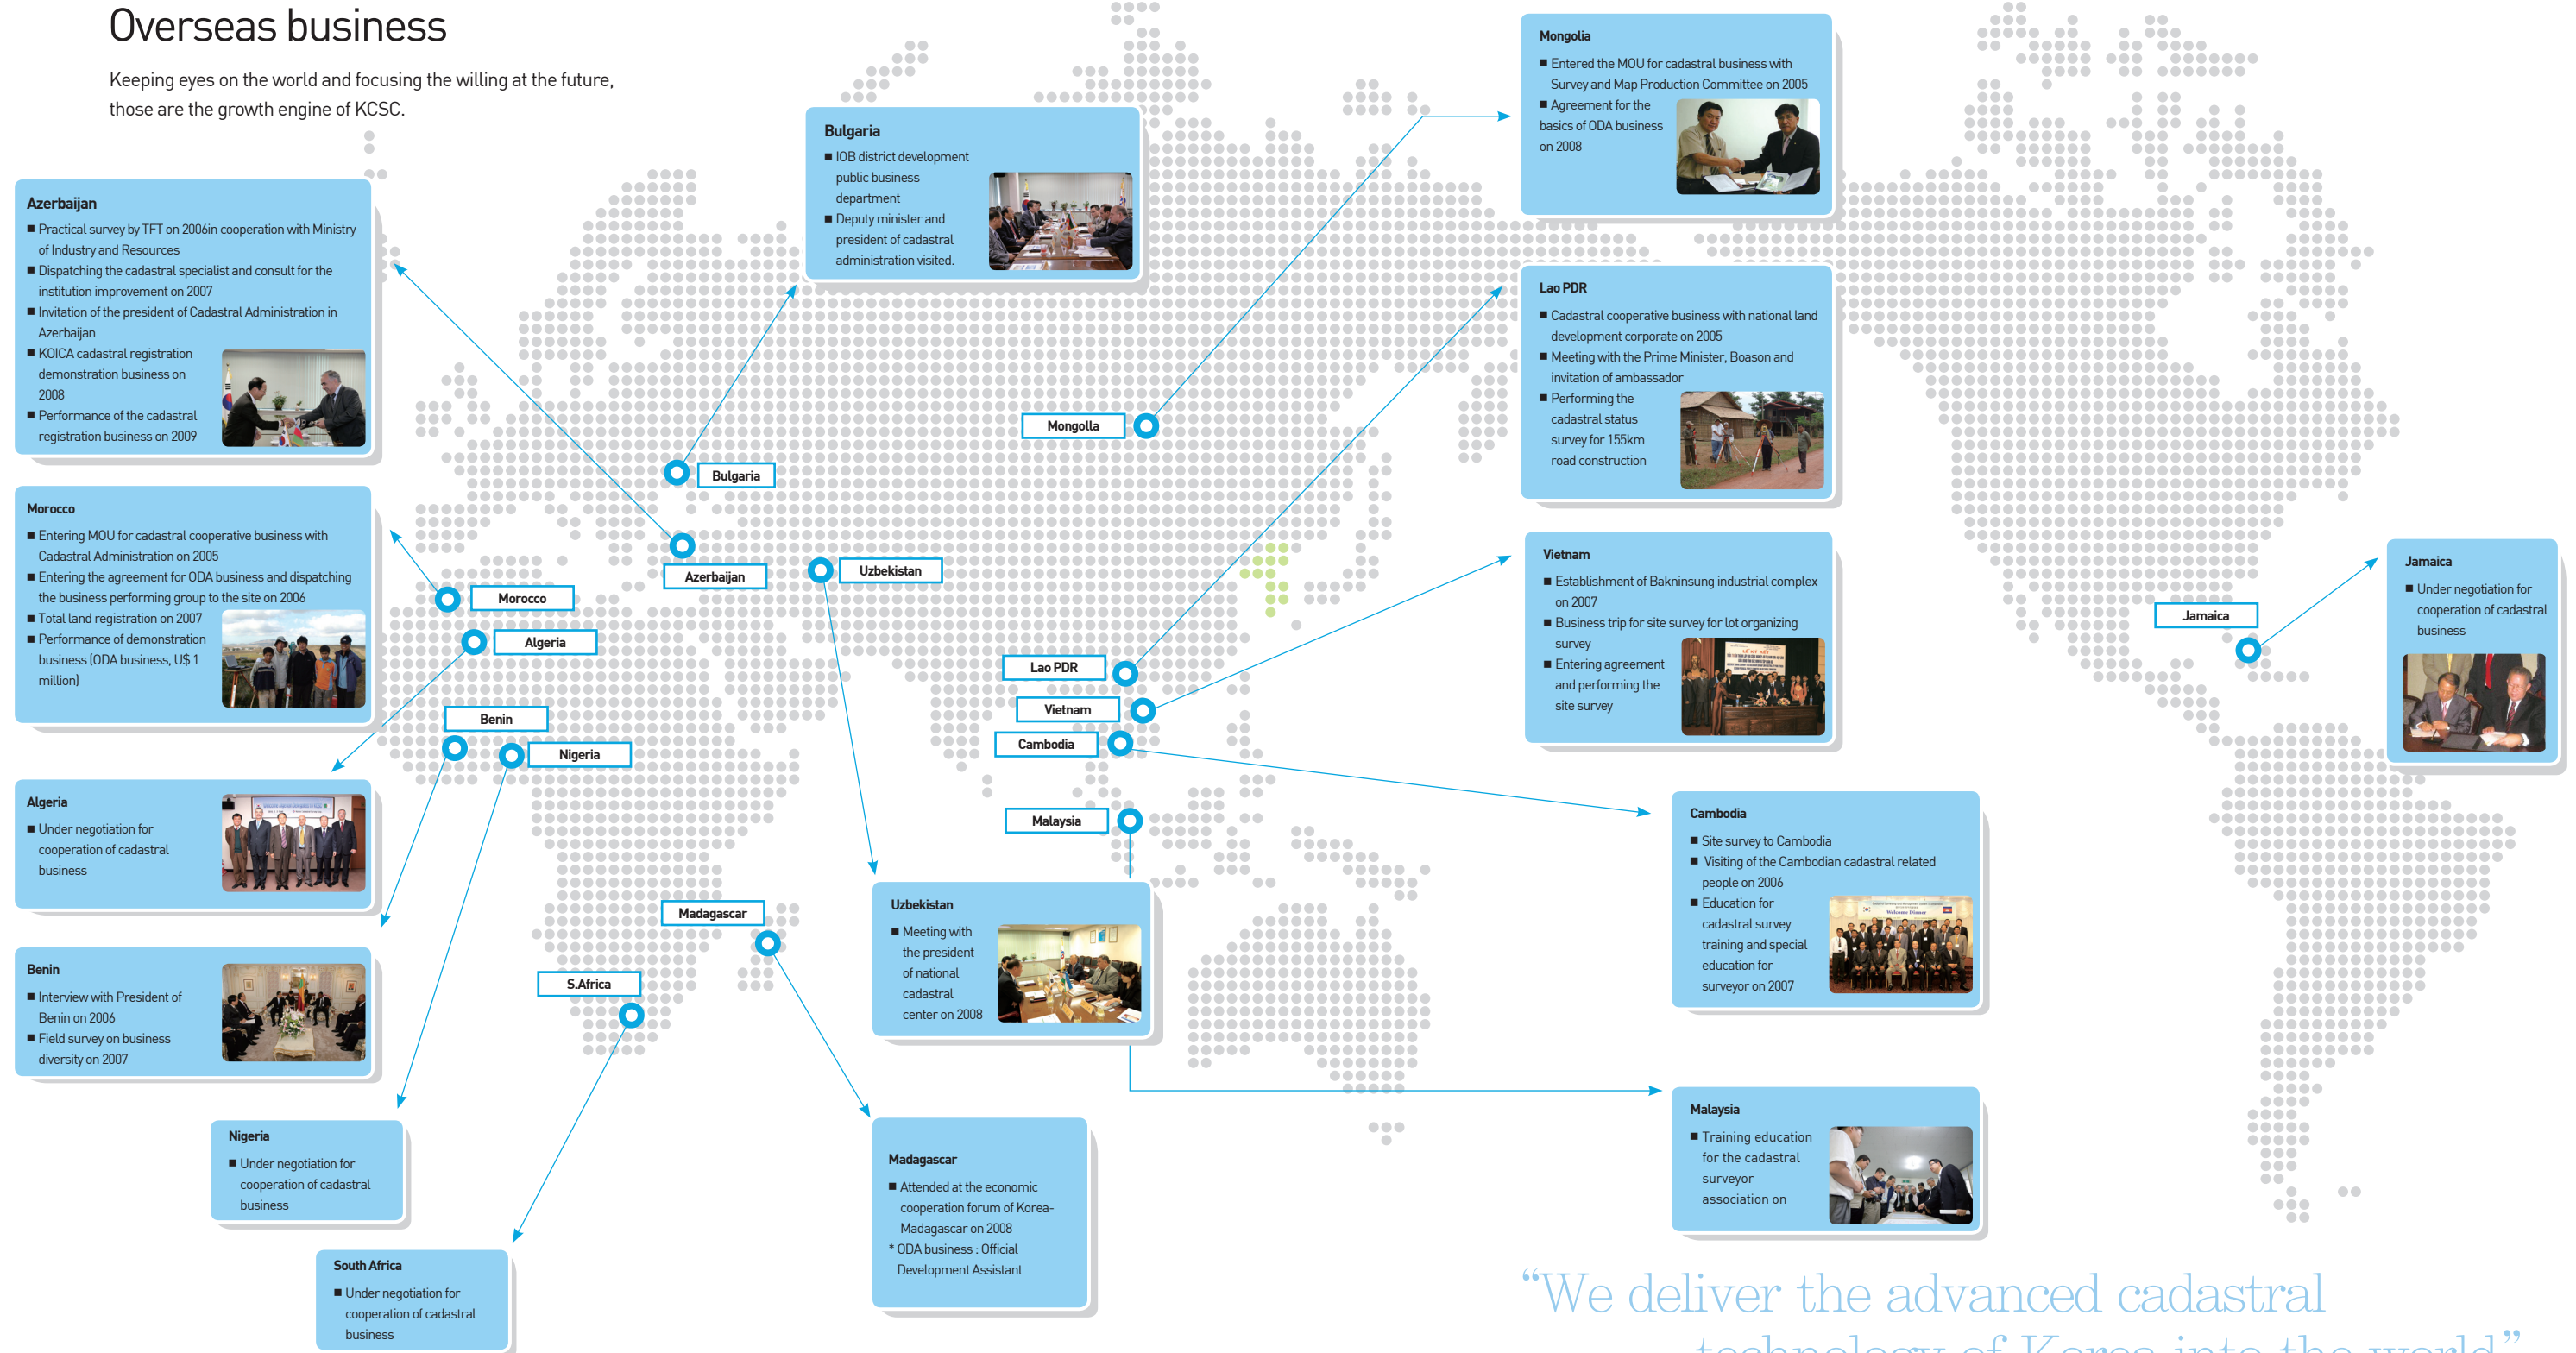 Overseas business
Keeping eyes on the world and focusing the willing at the future,
those are the growth engine of KCSC.
Azerbaijan
■ Practical survey by TFT on 2006in cooperation with Ministry
of Industry and Resources
■ Dispatching the cadastral specialist and consult for the
institution improvement on 2007
■ Invitation of the president of Cadastral Administration in
Azerbaijan
■ KOICA cadastral registration
demonstration business on
2008
■ Performance of the cadastral
registration business on 2009
Morocco
■ Entering MOU for cadastral cooperative business with
Cadastral Administration on 2005
■ Entering the agreement for ODA business and dispatching
the business performing group to the site on 2006
■ Total land registration on 2007
■ Performance of demonstration
business (ODA business, U$ 1
million)
Algeria
■ Under negotiation for
cooperation of cadastral
business
Benin
■ Interview with President of
Benin on 2006
■ Field survey on business
diversity on 2007
Nigeria
■ Under negotiation for
cooperation of cadastral
business
South Africa
■ Under negotiation for
cooperation of cadastral
business
Bulgaria
■ IOB district development
public business
department
■ Deputy minister and
president of cadastral
administration visited.
Mongolla
Bulgaria
Azerbaijan
Uzbekistan
Morocco
Algeria
Benin
Nigeria
Lao PDR
Vietnam
Cambodia
Malaysia
Madagascar
S.Africa
Jamaica
Uzbekistan
■ Meeting with
the president
of national
cadastral
center on 2008
Madagascar
■ Attended at the economic
cooperation forum of Korea-
Madagascar on 2008
* ODA business : Official
Development Assistant
Mongolia
■ Entered the MOU for cadastral business with
Survey and Map Production Committee on 2005
■ Agreement for the
basics of ODA business
on 2008
Lao PDR
■ Cadastral cooperative business with national land
development corporate on 2005
■ Meeting with the Prime Minister, Boason and
invitation of ambassador
■ Performing the
cadastral status
survey for 155km
road construction
Vietnam
■ Establishment of Bakninsung industrial complex
on 2007
■ Business trip for site survey for lot organizing
survey
■ Entering agreement
and performing the
site survey
LỄ KÝ KẾT
Cambodia
■ Site survey to Cambodia
■ Visiting of the Cambodian cadastral related
people on 2006
■ Education for
cadastral survey
training and special
education for
surveyor on 2007
Welcome Dinner
Malaysia
■ Training education
for the cadastral
surveyor
association on
Jamaica
■ Under negotiation for
cooperation of cadastral
business
“We deliver the advanced cadastral
technology of Korea into the world”